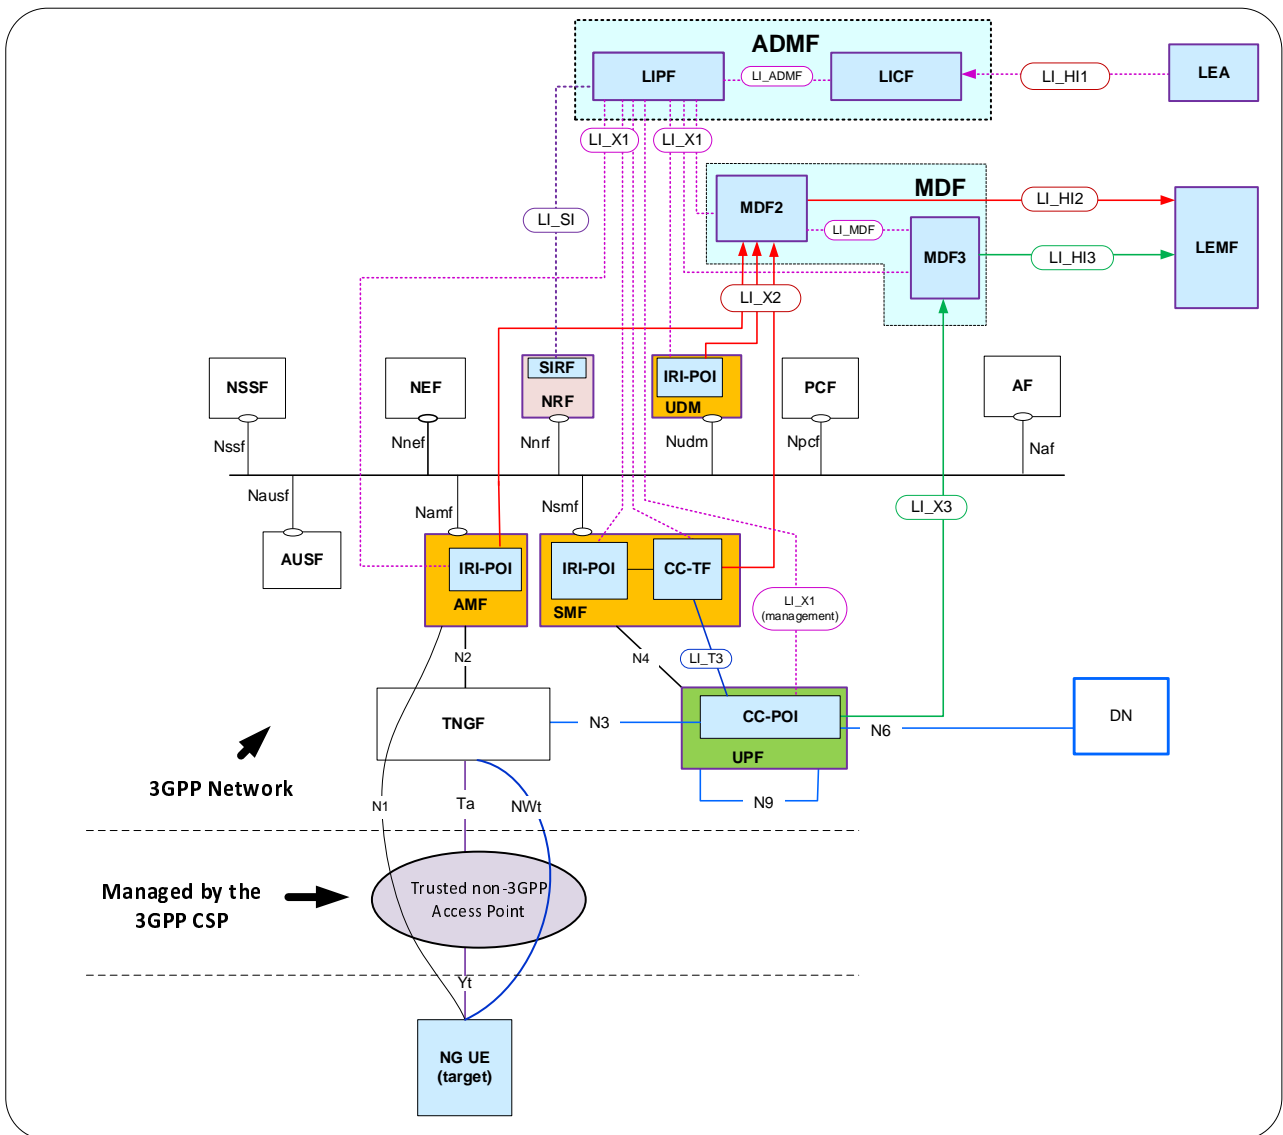 ADMF
LIPF
LI_ADMF
LICF
LI_HI1
LEA
LI_X1
LI_X1
MDF
MDF2
LI_HI2
LI_SI
LI_MDF
MDF3
LI_HI3
LEMF
LI_X2
NSSF
NEF
SIRF
NRF
IRI-POI
UDM
PCF
AF
Nssf
Nnef
Nnrf
Nudm
Npcf
Naf
Nausf
Namf
Nsmf
LI_X3
AUSF
IRI-POI
AMF
IRI-POI
CC-TF
SMF
LI_X1
(management)
N2
N4
LI_T3
TNGF
N3
CC-POI
UPF
N6
DN
3GPP Network
N1
Ta
NWt
N9
Managed by the
3GPP CSP
Trusted non-3GPP
Access Point
Yt
NG UE
(target)